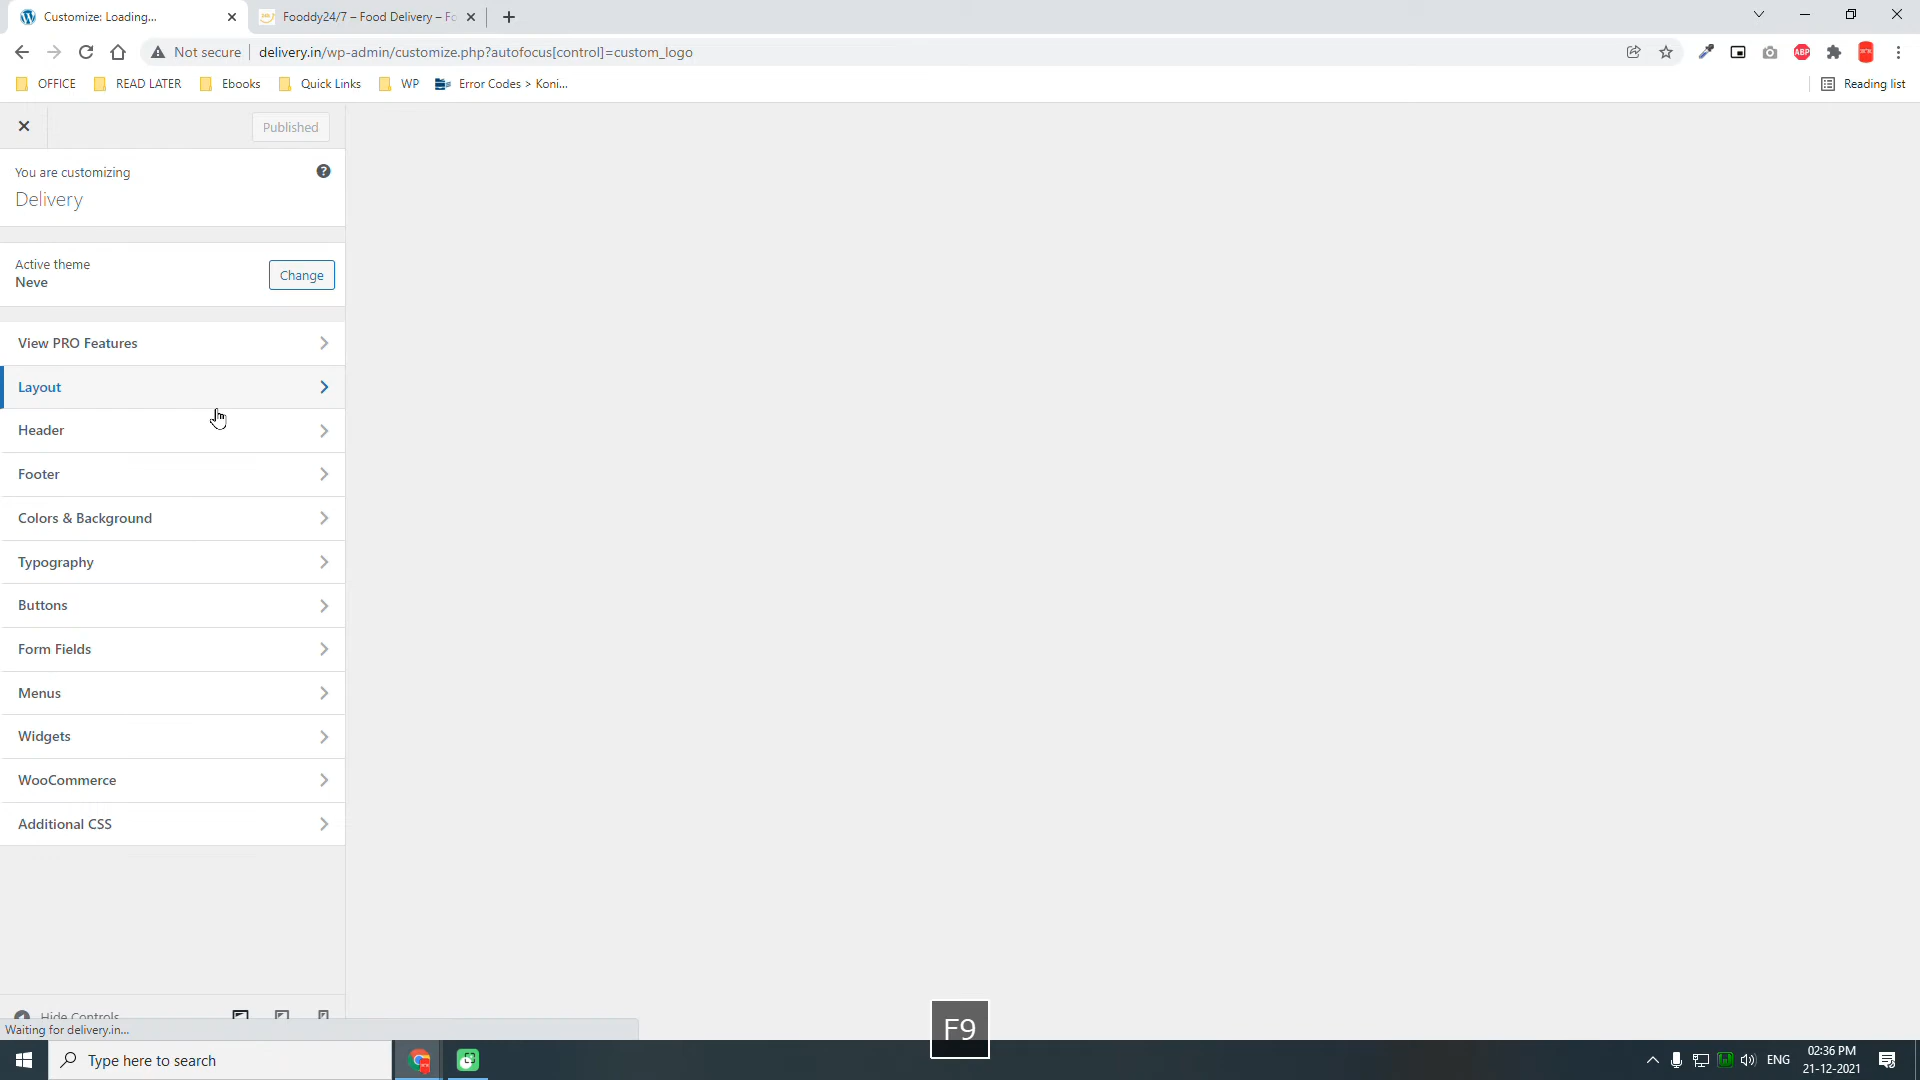 Customize: Loading...
Fooddy24/7 – Food Delivery – Fo
Not secure
delivery.in/wp-admin/customize.php?autofocus[control]=custom_logo
ABP
OFFICE
READ LATER
Ebooks
Quick Links
WP
Error Codes > Koni...
Reading list
Published
You are customizing
Delivery
Active theme
Neve
Change
View PRO Features
Layout
Header
Footer
Colors & Background
Typography
Buttons
Form Fields
Menus
Widgets
WooCommerce
Additional CSS
Hide Controls
Waiting for delivery.in...
F9
Type here to search
ENG
02:36 PM
21-12-2021